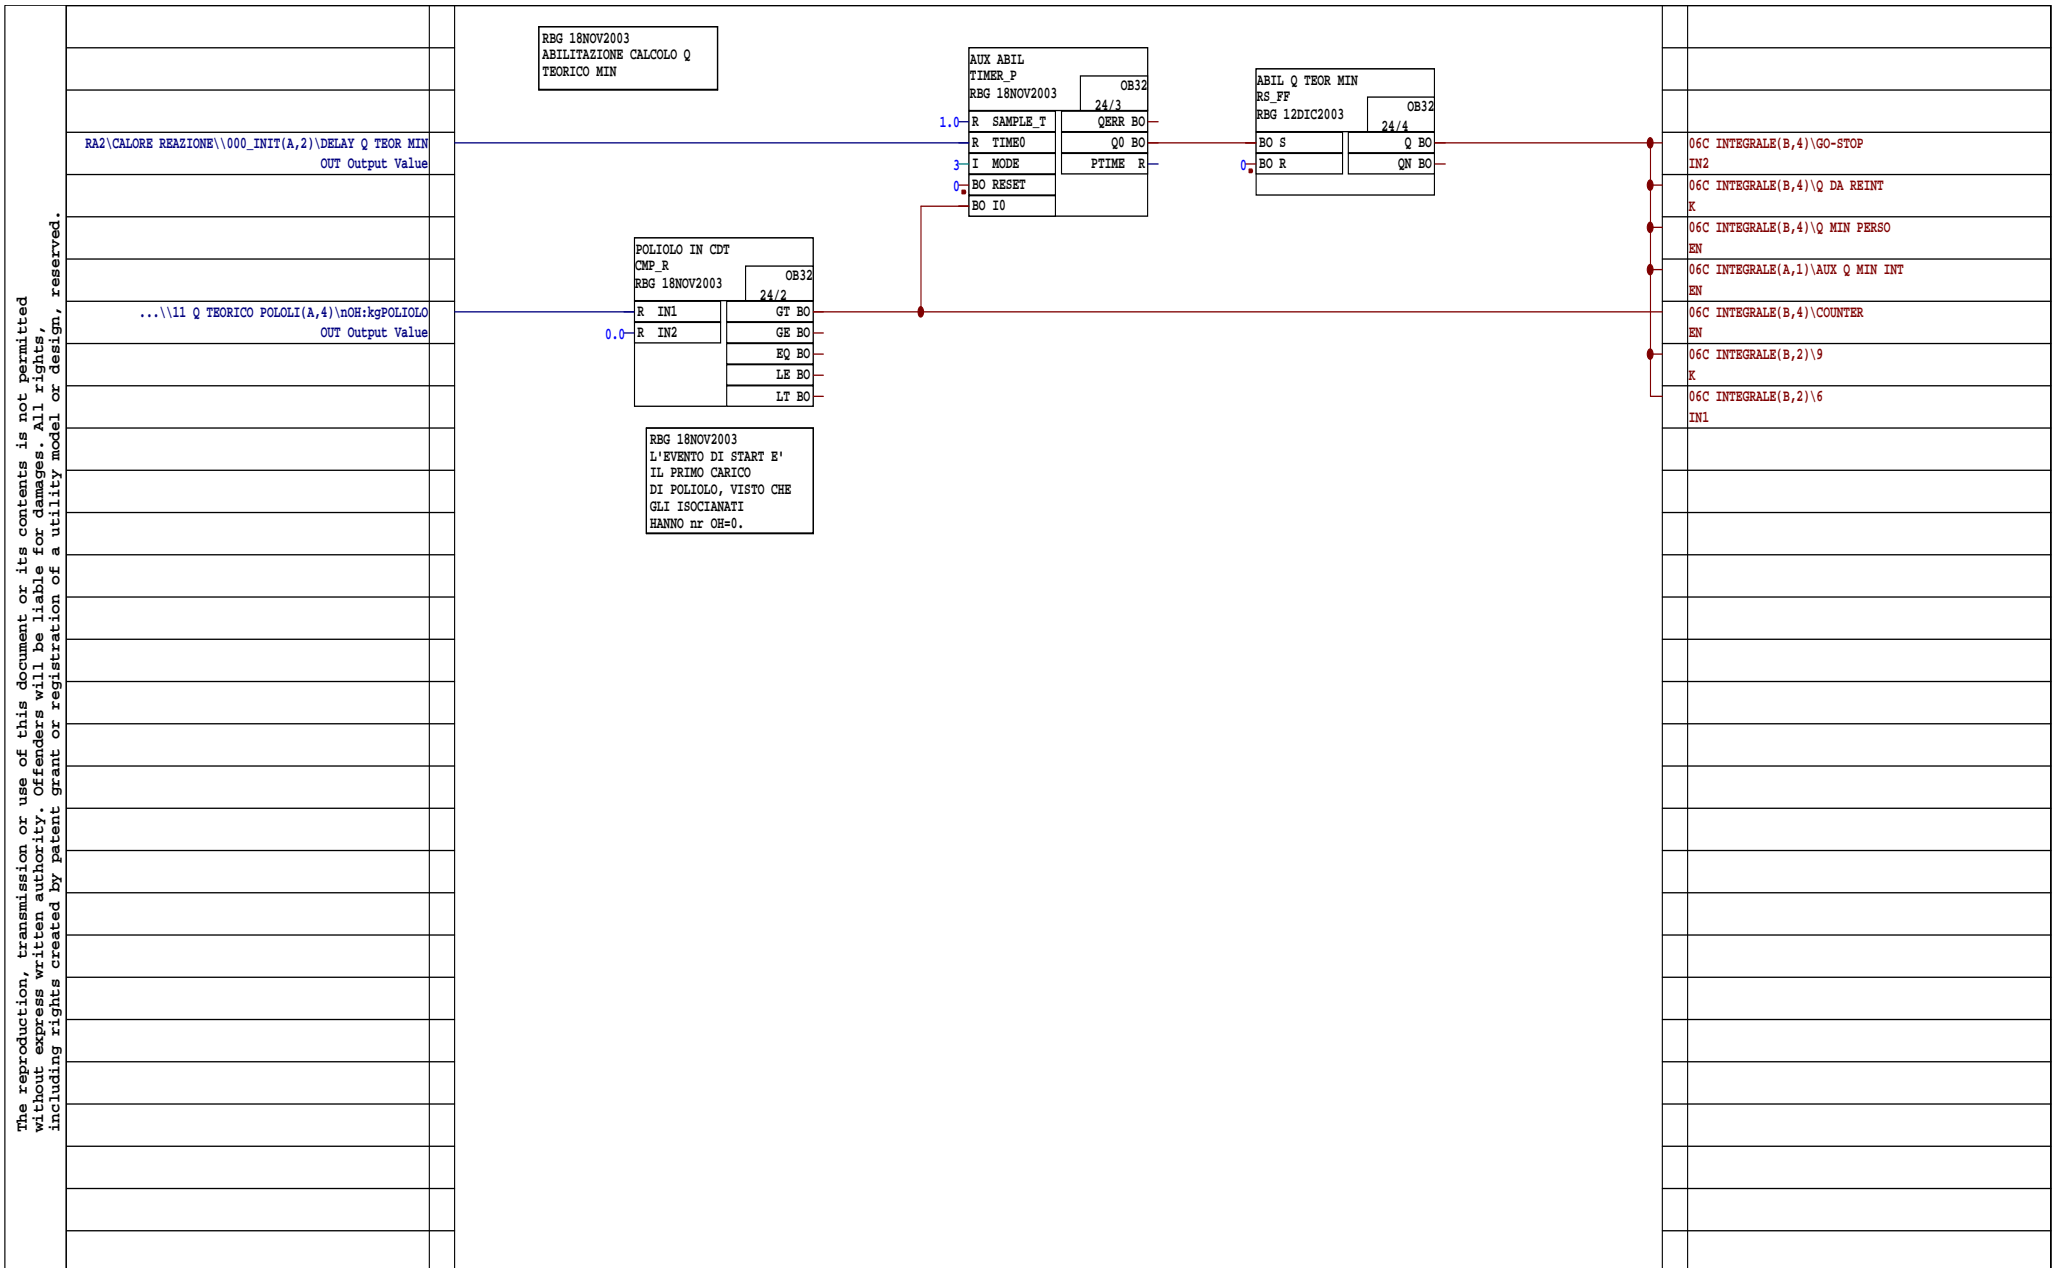 The reproduction, transmission or use of this document or its contents is not permitted
without express written authority. Offenders will be liable for damages. All rights,
including rights created by patent grant or registration of a utility model or design, reserved.
RA2\CALORE REAZIONE\\000_INIT(A,2)\DELAY Q TEOR MIN
OUT Output Value
...\\11 Q TEORICO POLOLI(A,4)\nOH:kgPOLIOLO
OUT Output Value
RBG 18NOV2003
ABILITAZIONE CALCOLO Q
TEORICO MIN
POLIOLO IN CDT
CMP_R
RBG 18NOV2003
OB32
24/2
R IN1
GT BO
0.0
R IN2
GE BO
EQ BO
LE BO
LT BO
RBG 18NOV2003
L'EVENTO DI START E'
IL PRIMO CARICO
DI POLIOLO, VISTO CHE
GLI ISOCIANATI
HANNO nr OH=0.
AUX ABIL
TIMER_P
RBG 18NOV2003
OB32
24/3
1.0
R SAMPLE_T
QERR BO
R TIME0
Q0 BO
3
I MODE
PTIME R
0
BO RESET
BO I0
ABIL Q TEOR MIN
RS_FF
RBG 12DIC2003
OB32
24/4
BO S
Q BO
0
BO R
QN BO
06C INTEGRALE(B,4)\GO-STOP
IN2
06C INTEGRALE(B,4)\Q DA REINT
K
06C INTEGRALE(B,4)\Q MIN PERSO
EN
06C INTEGRALE(A,1)\AUX Q MIN INT
EN
06C INTEGRALE(B,4)\COUNTER
EN
06C INTEGRALE(B,2)\9
K
06C INTEGRALE(B,2)\6
IN1